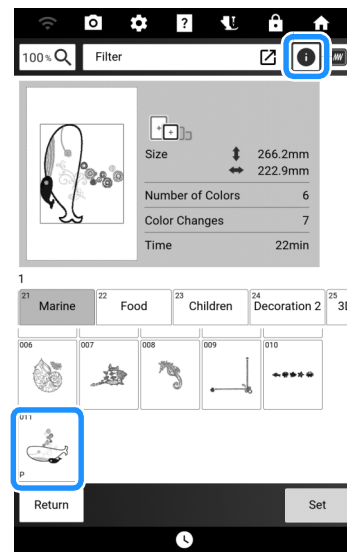 ?
100%
Filter
i
Size 266.2mm
222.9mm
Number of Colors 6
Color Changes 7
Time 22min
1
21 Marine
22 Food
23 Children
24 Decoration 2
25
006
007
008
009
010
011
P
Return
Set